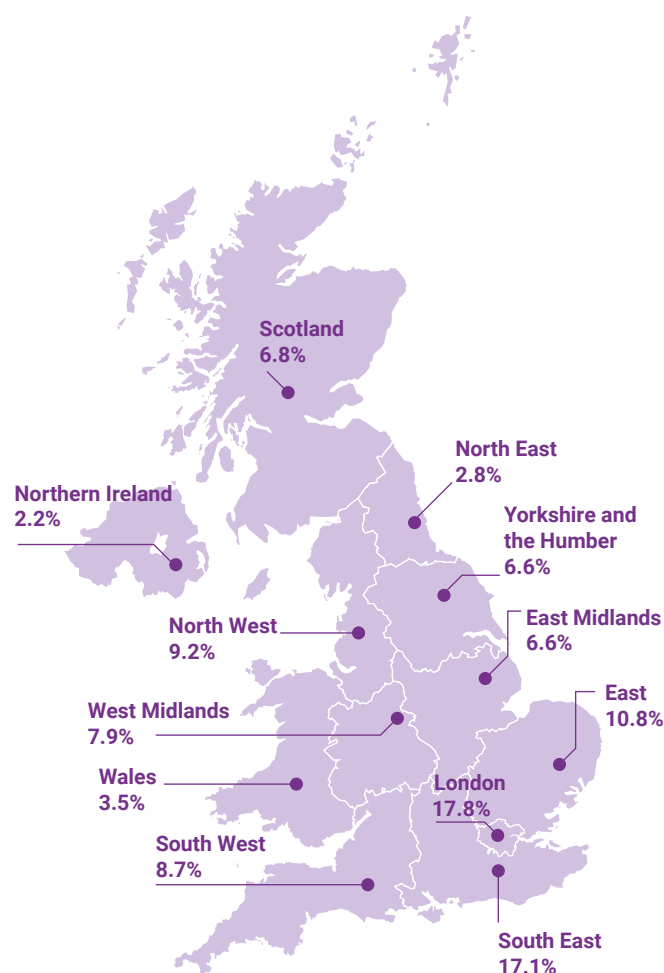 Scotland
6.8%
North East
2.8%
Northern Ireland
2.2%
Yorkshire and
the Humber
6.6%
North West
9.2%
East Midlands
6.6%
West Midlands
7.9%
East
10.8%
Wales
3.5%
London
17.8%
South West
8.7%
South East
17.1%